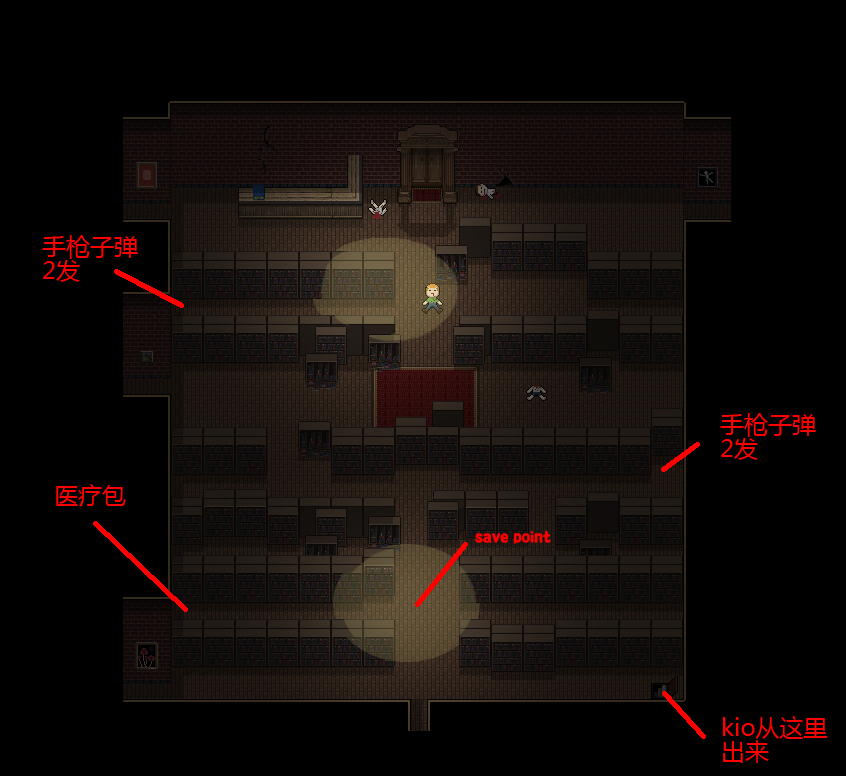 手枪子弹
2发
手枪子弹
2发
医疗包
save point
kio从这里
出来